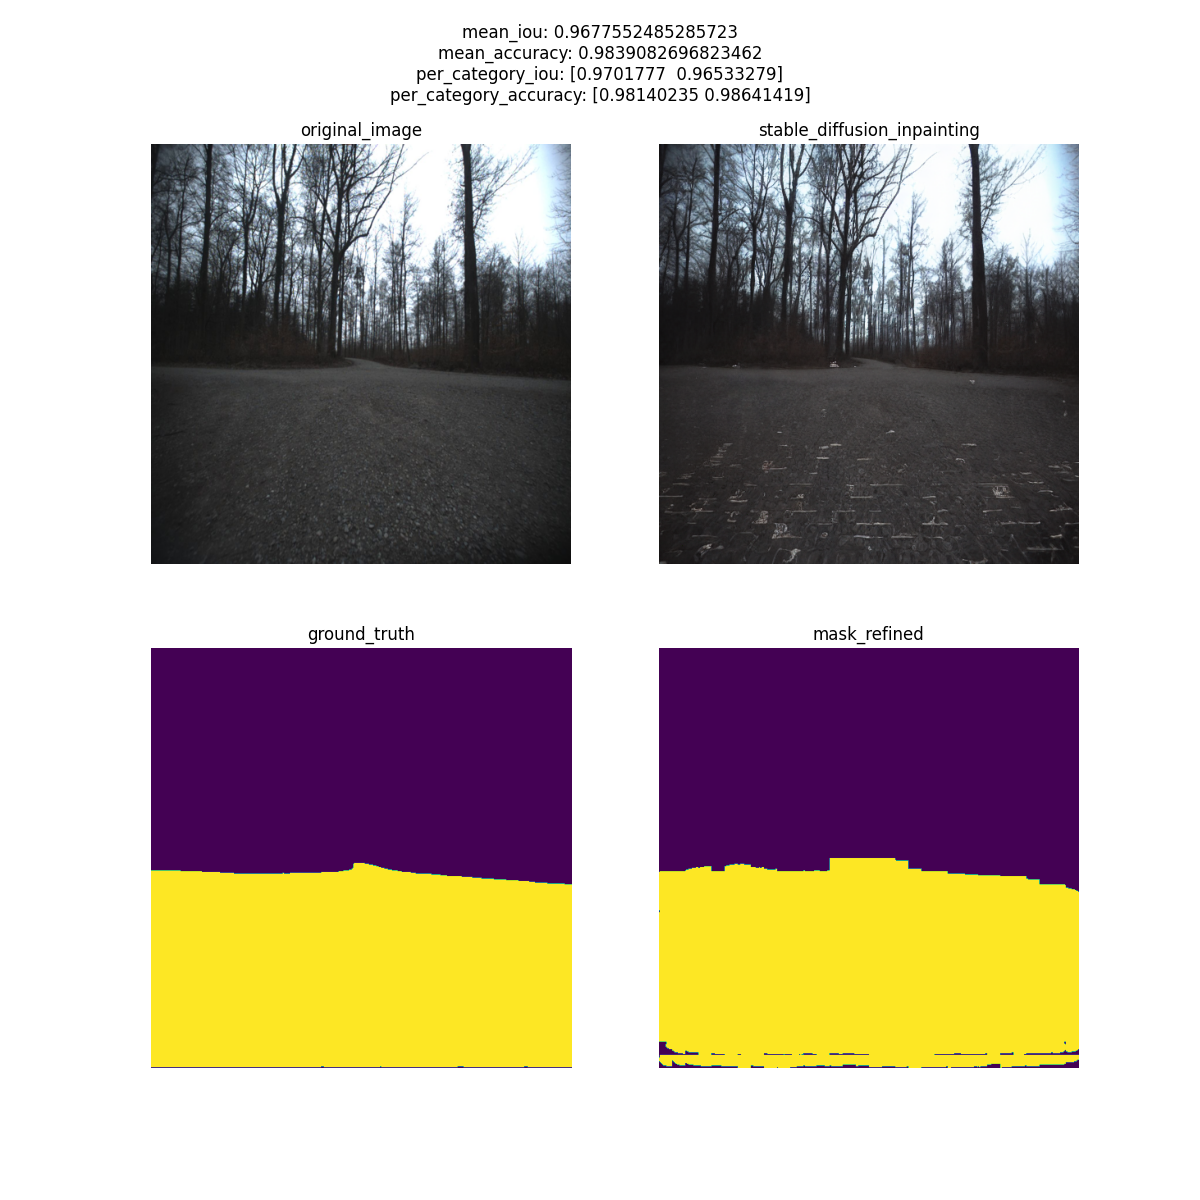 mean_iou: 0.9677552485285723
mean_accuracy: 0.9839082696823462
per_category_iou: [0.9701777  0.96533279]
per_category_accuracy: [0.98140235 0.98641419]
original_image
stable_diffusion_inpainting
ground_truth
mask_refined